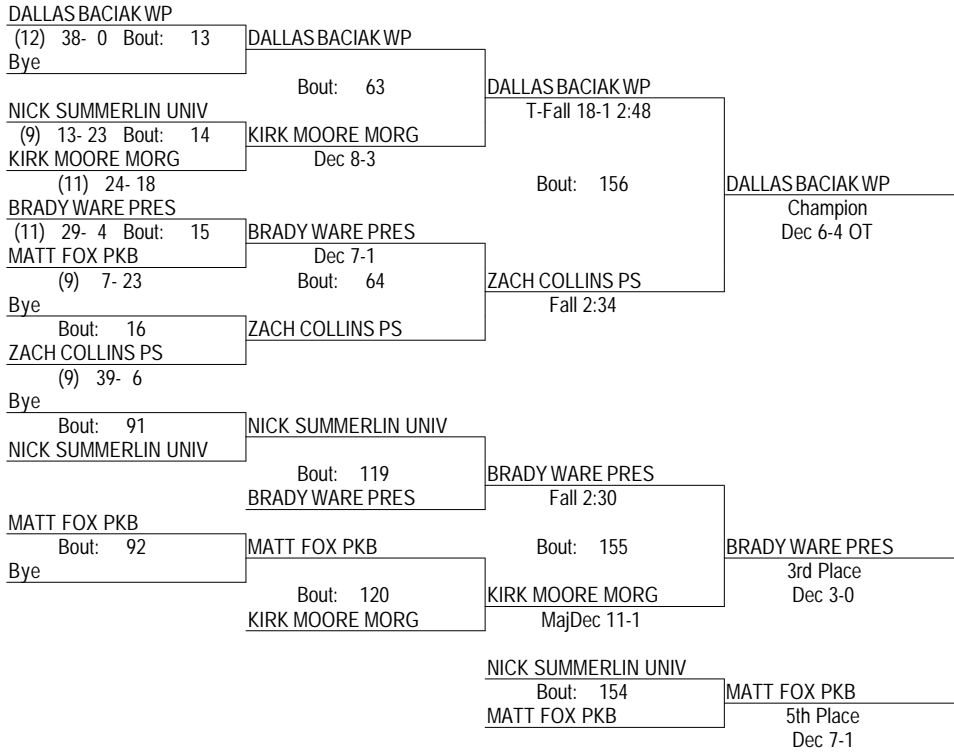 DALLAS BACIAK WP
(12) 38- 0 Bout: 13 DALLAS BACIAK WP
Bye
Bout: 63 DALLAS BACIAK WP
NICK SUMMERLIN UNIV T-Fall 18-1 2:48
(9) 13- 23 Bout: 14 KIRK MOORE MORG
KIRK MOORE MORG Dec 8-3
(11) 24- 18 Bout: 156 DALLAS BACIAK WP
BRADY WARE PRES Champion
(11) 29- 4 Bout: 15 BRADY WARE PRES Dec 6-4 OT
MATT FOX PKB Dec 7-1
(9) 7- 23 Bout: 64 ZACH COLLINS PS
Bye Fall 2:34
Bout: 16 ZACH COLLINS PS
ZACH COLLINS PS
(9) 39- 6
Bye
Bout: 91 NICK SUMMERLIN UNIV
NICK SUMMERLIN UNIV
Bout: 119 BRADY WARE PRES
BRADY WARE PRES Fall 2:30
MATT FOX PKB
Bout: 92 MATT FOX PKB Bout: 155 BRADY WARE PRES
Bye 3rd Place
Bout: 120 KIRK MOORE MORG Dec 3-0
KIRK MOORE MORG MajDec 11-1
NICK SUMMERLIN UNIV
Bout: 154 MATT FOX PKB
MATT FOX PKB 5th Place
Dec 7-1